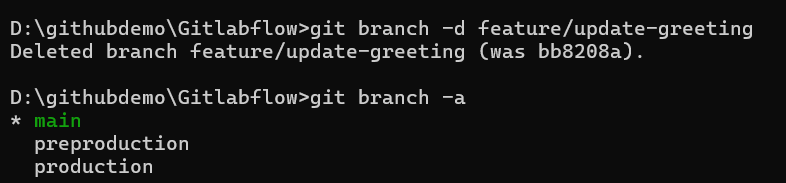 D:\githubdemo\Gitlabflow>git branch -d feature/update-greeting
Deleted branch feature/update-greeting (was bb8208a).
D:\githubdemo\Gitlabflow>git branch -a
* main
preproduction
production